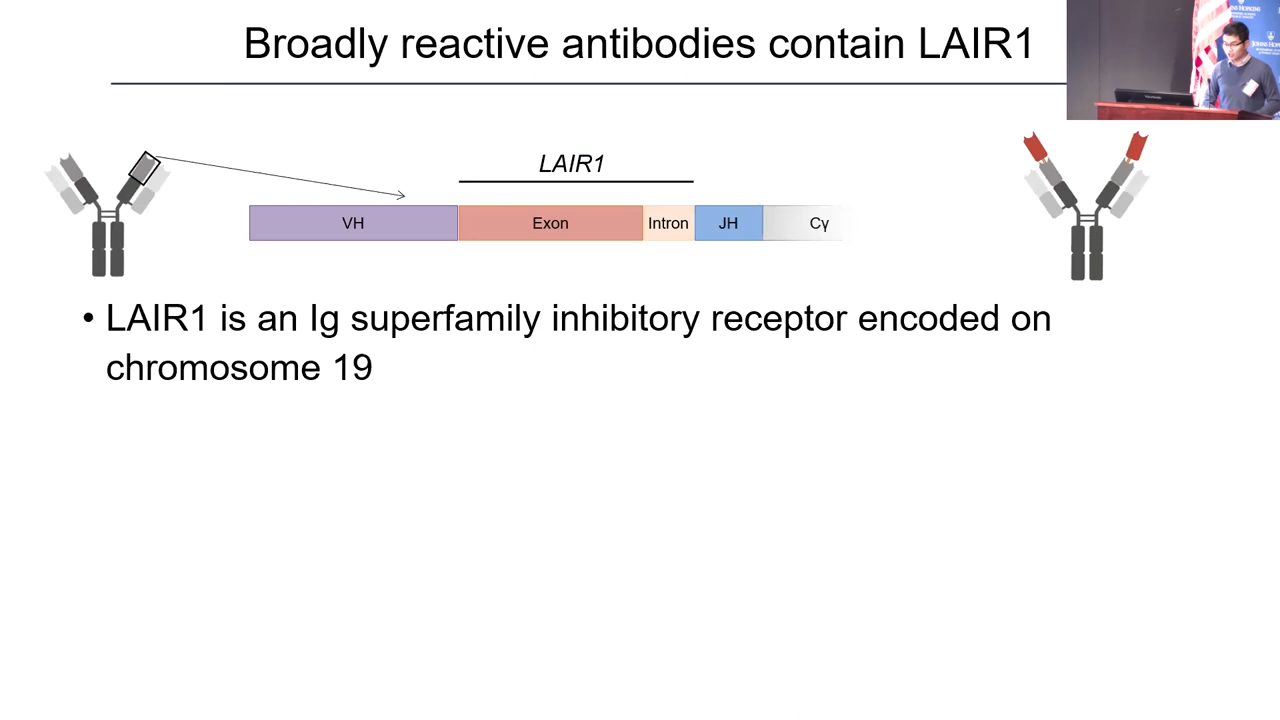 Broadly reactive antibodies contain LAIR1
LAIR1
VH
Exon
Intron
JH
Cγ
• LAIR1 is an Ig superfamily inhibitory receptor encoded on
chromosome 19